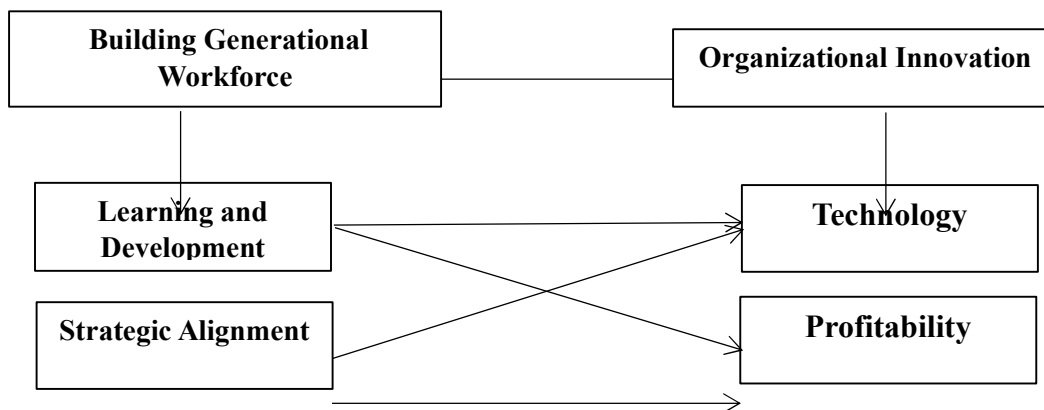 Building Generational
Workforce
Organizational Innovation
Learning and
Development
Technology
Strategic Alignment
Profitability